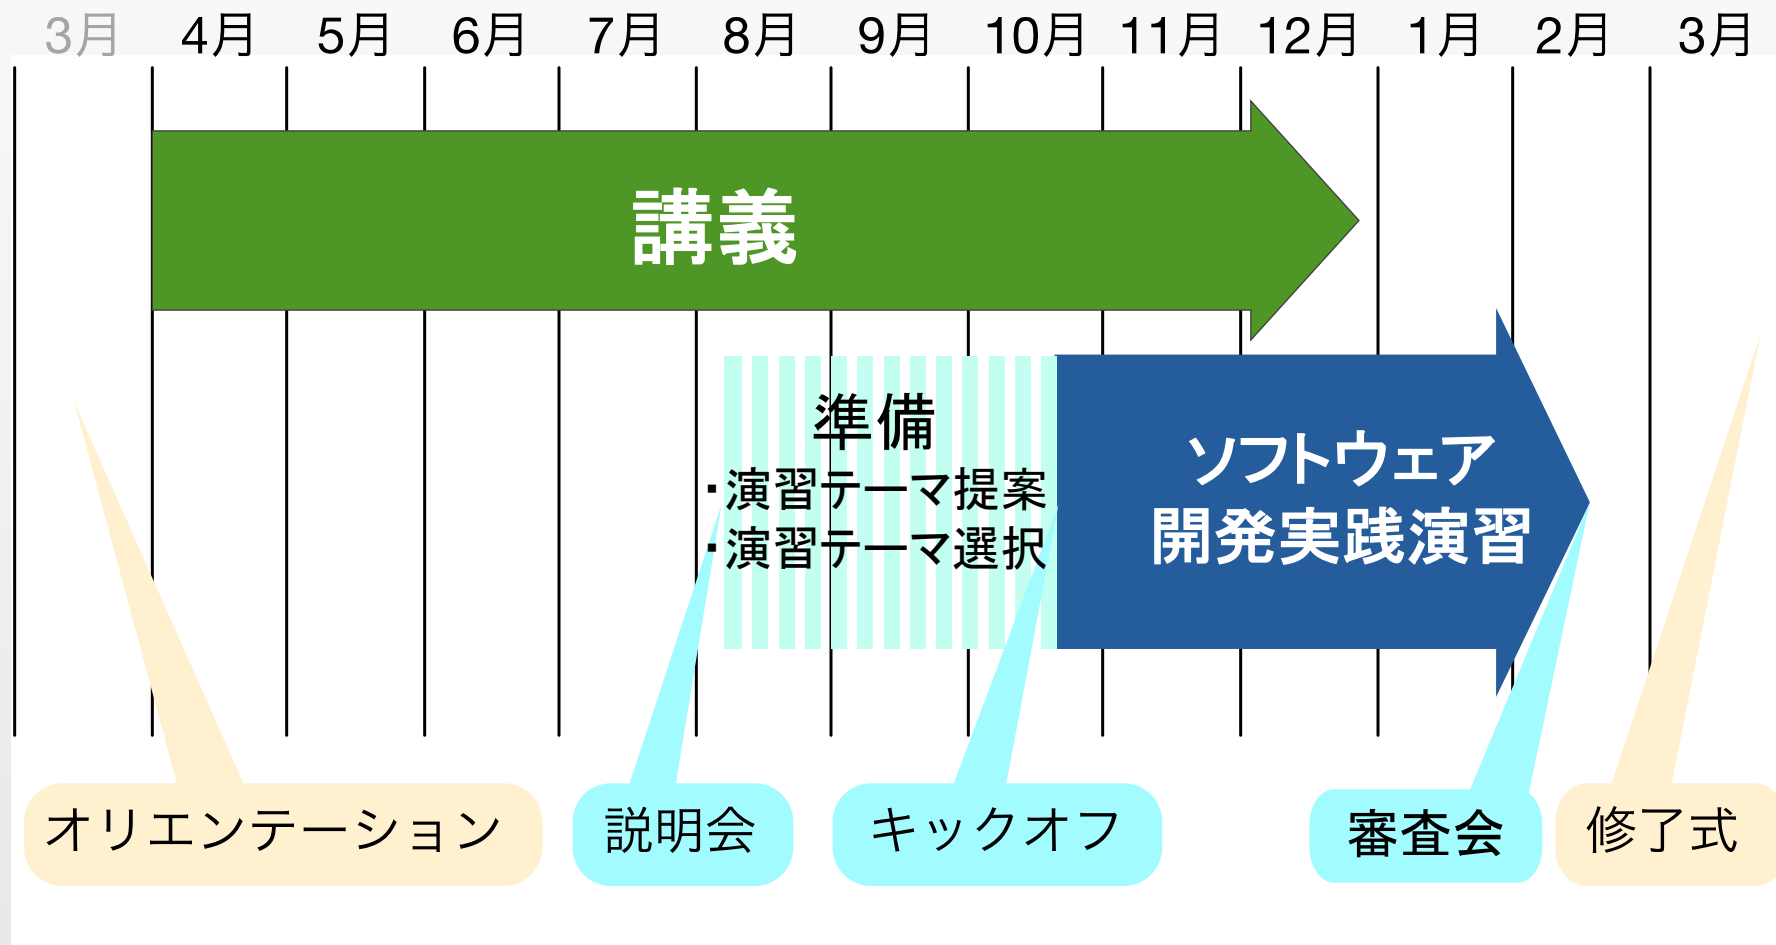 3月 4月 5月 6月 7月 8月 9月 10月 11月 12月 1月 2月 3月
講義
準備
・演習テーマ提案
・演習テーマ選択
ソフトウェア
開発実践演習
オリエンテーション
説明会
キックオフ
審査会
修了式